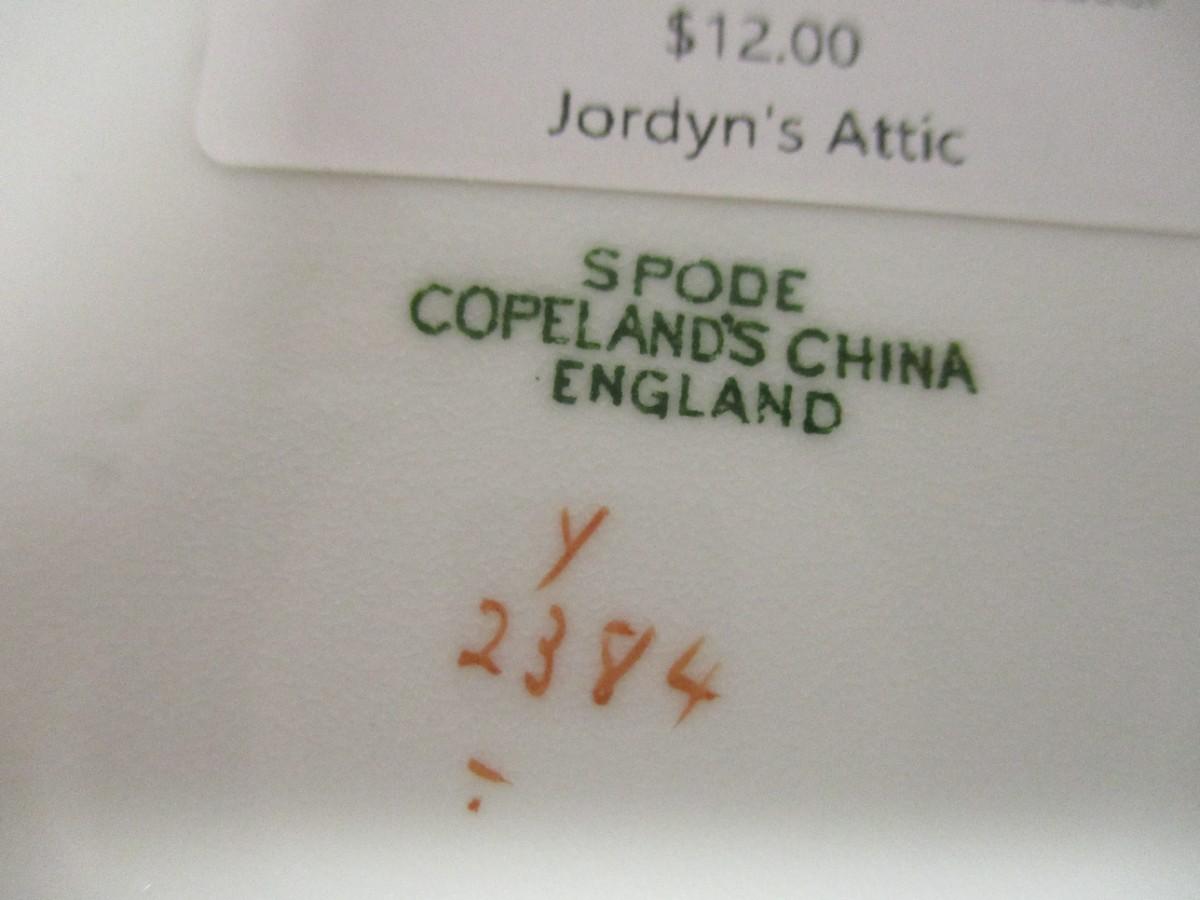 $12.00
Jordyn's Attic
SPODE
COPELAND'S CHINA
ENGLAND
Y
2384